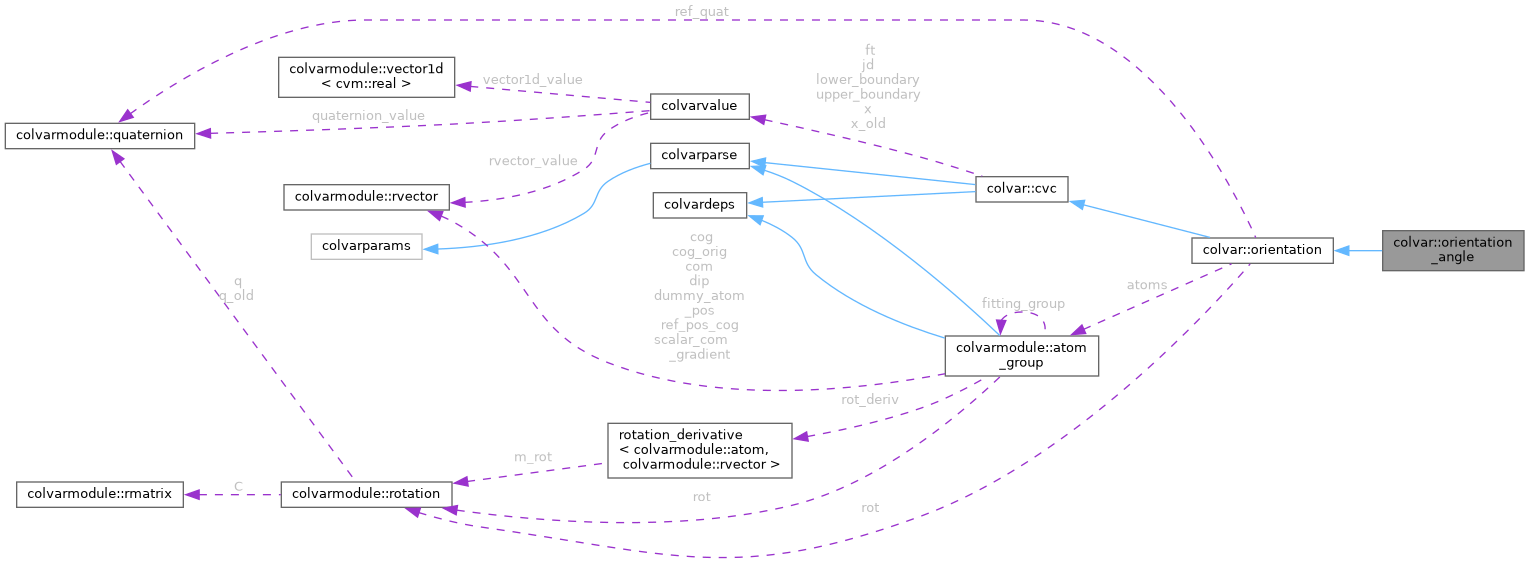 ref_quat
ft
jd
lower_boundary
upper_boundary
x
x_old
colvarmodule::vector1d
< cvm::real >
vector1d_value
colvarvalue
quaternion_value
colvarmodule::quaternion
colvarparse
rvector_value
colvar::cvc
colvarmodule::rvector
colvardeps
colvarparams
colvar::orientation
colvar::orientation
_angle
cog
cog_orig
com
dip
dummy_atom
_pos
ref_pos_cog
scalar_com
_gradient
q
q_old
atoms
fitting_group
colvarmodule::atom
_group
rot_deriv
rotation_derivative
< colvarmodule::atom,
colvarmodule::rvector >
m_rot
colvarmodule::rmatrix
C
colvarmodule::rotation
rot
rot